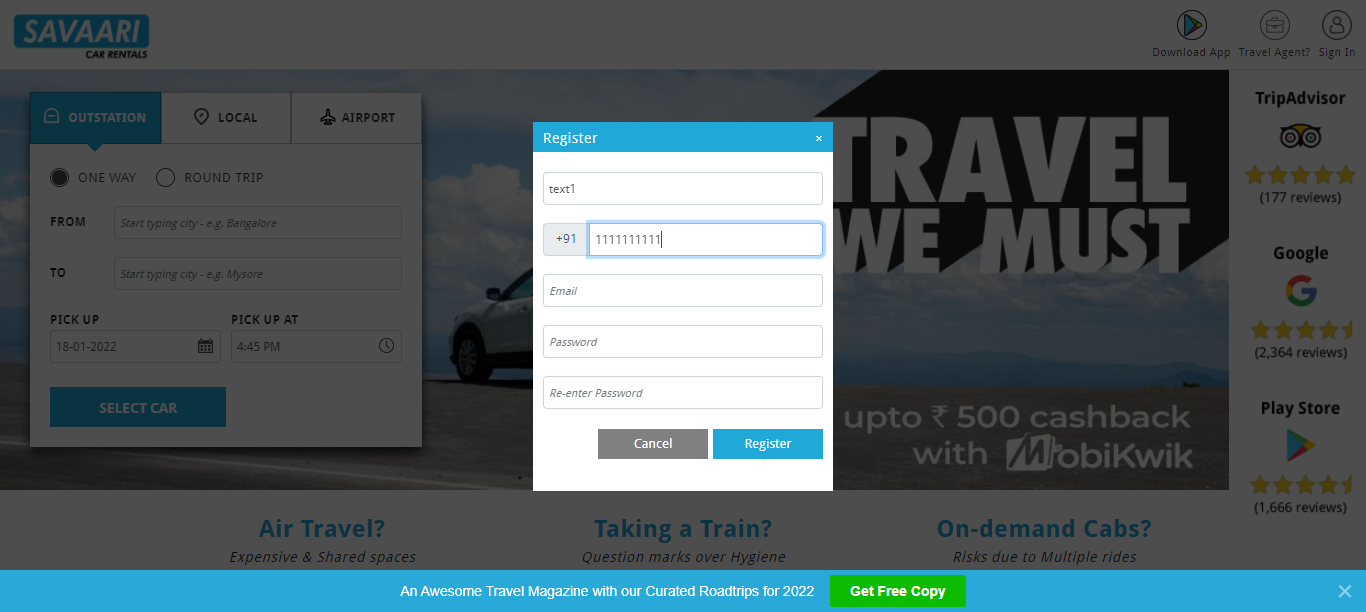 SAVAARI
CAR RENTALS
Download App
Travel Agent?
Sign In
OUTSTATION
LOCAL
AIRPORT
ONE WAY
ROUND TRIP
FROM
Start typing city - e.g. Bangalore
TO
Start typing city - e.g. Mysore
PICK UP
PICK UP AT
18-01-2022
4:45 PM
SELECT CAR
Register
×
text1
+91
1111111111
Email
Password
Re-enter Password
Cancel
Register
TRAVEL
WE MUST
upto ₹ 500 cashback
with MobiKwik
TripAdvisor
(177 reviews)
Google
(2,364 reviews)
Play Store
(1,666 reviews)
Air Travel?
Expensive & Shared spaces
Taking a Train?
Question marks over Hygiene
On-demand Cabs?
Risks due to Multiple rides
An Awesome Travel Magazine with our Curated Roadtrips for 2022
Get Free Copy